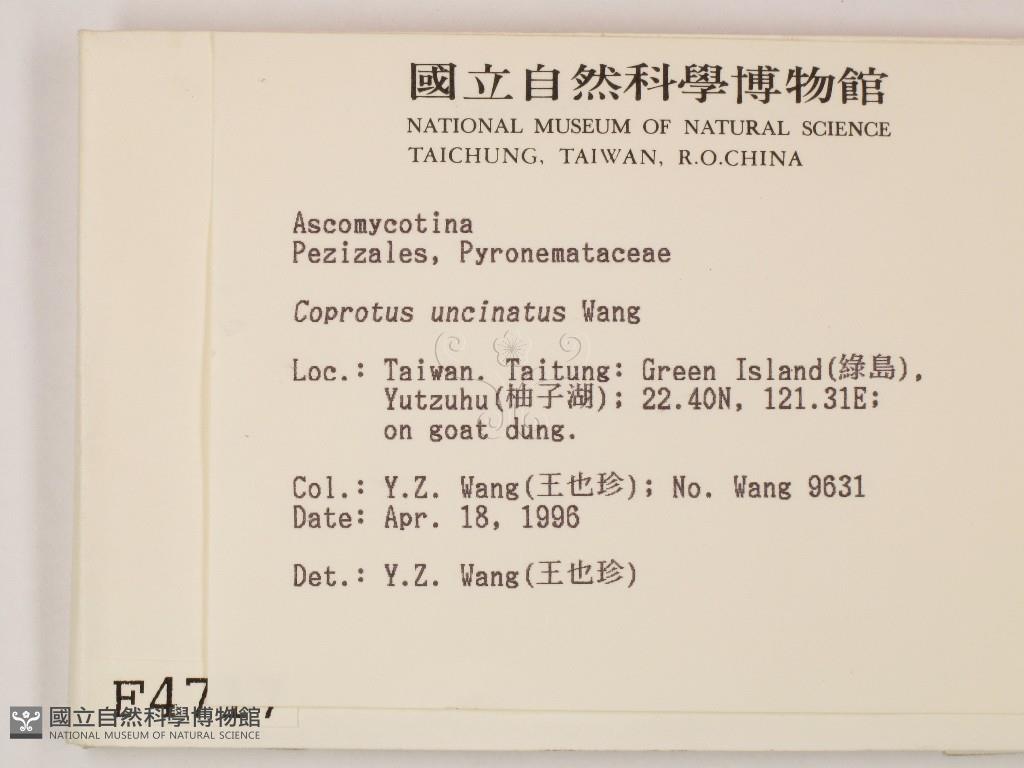 國立自然科學博物館
NATIONAL MUSEUM OF NATURAL SCIENCE
TAICHUNG, TAIWAN, R.O.CHINA
Ascomycotina
Pezizales, Pyronemataceae
Coprotus uncinatus Wang
Loc.: Taiwan. Taitung: Green Island(綠島),
Yutzuhu(柚子湖); 22.40N, 121.31E;
on goat dung.
Col.: Y.Z. Wang(王也珍); No. Wang 9631
Date: Apr. 18, 1996
Det.: Y.Z. Wang(王也珍)
國立自然科學博物館
NATIONAL MUSEUM OF NATURAL SCIENCE